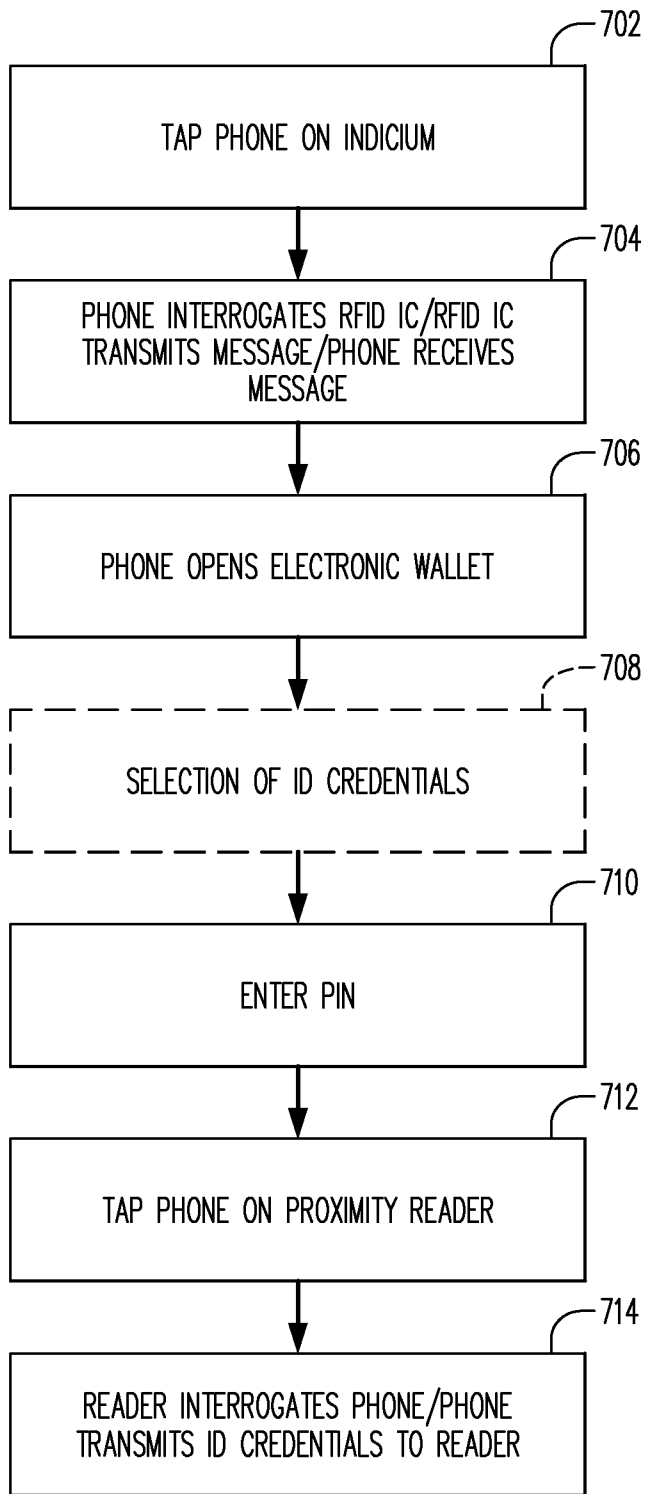 702
TAP PHONE ON INDICIUM
704
PHONE INTERROGATES RFID IC/RFID IC
TRANSMITS MESSAGE/PHONE RECEIVES
MESSAGE
706
PHONE OPENS ELECTRONIC WALLET
708
SELECTION OF ID CREDENTIALS
710
ENTER PIN
712
TAP PHONE ON PROXIMITY READER
714
READER INTERROGATES PHONE/PHONE
TRANSMITS ID CREDENTIALS TO READER